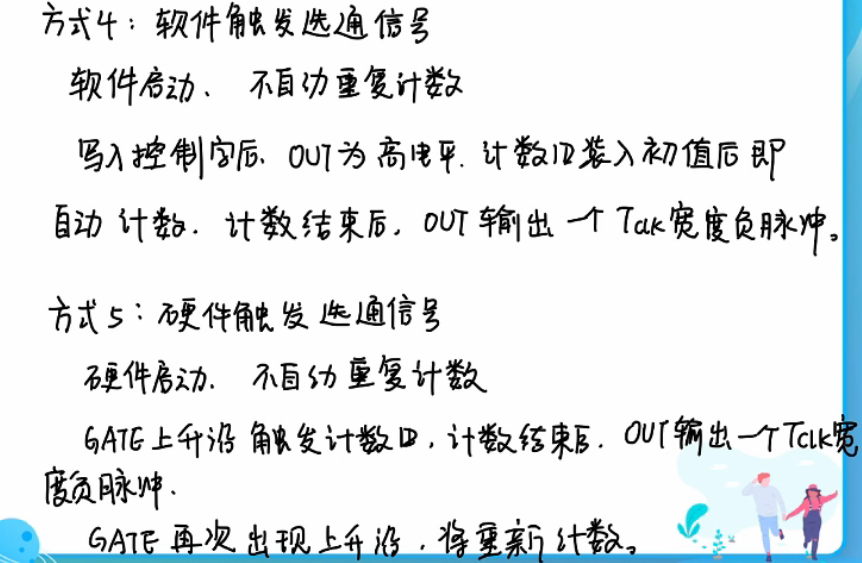 方式4：软件触发选通信号
软件启动、不自动重复计数
写入控制字后，OUT为高电平，计数口装入初值后即
自动计数．计数结束后，OUT输出一个Tclk宽度负脉冲。
方式5：硬件触发选通信号
硬件启动．不自动重复计数
GATE上升沿触发计数口，计数结束后．OUT输出一个Tclk宽
度负脉冲．
GATE再次出现上升沿，将重新计数。